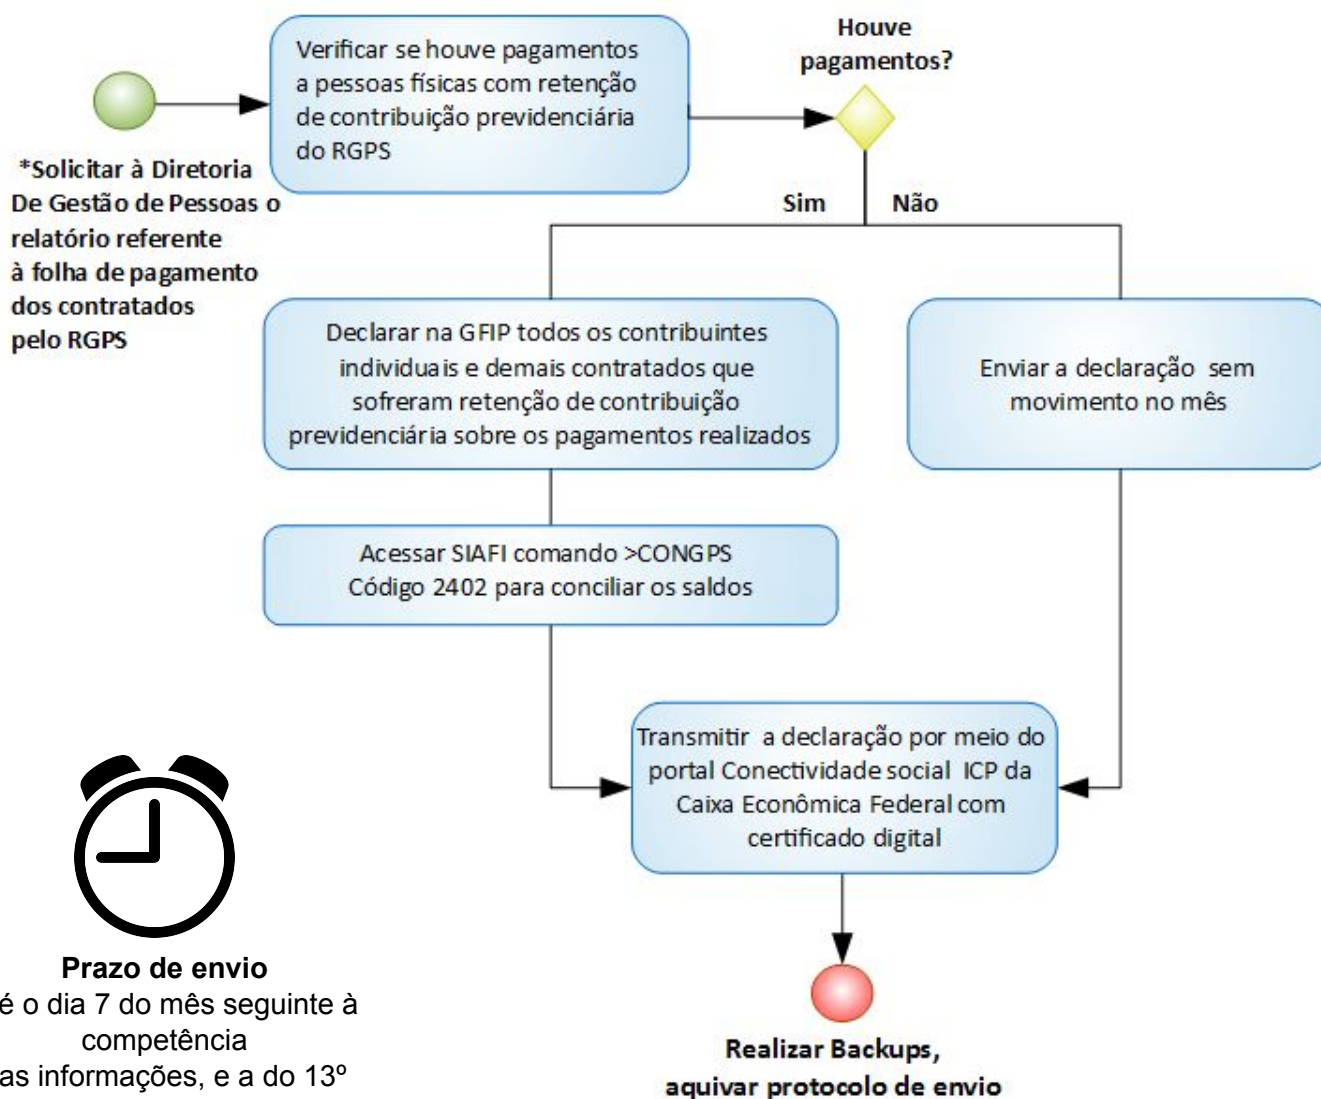 Verificar se houve pagamentos
a pessoas físicas com retenção
de contribuição previdenciária
do RGPS
Houve
pagamentos?
*Solicitar à Diretoria
De Gestão de Pessoas o
relatório referente
à folha de pagamento
dos contratados
pelo RGPS
Sim
Não
Declarar na GFIP todos os contribuintes
individuais e demais contratados que
sofreram retenção de contribuição
previdenciária sobre os pagamentos realizados
Enviar a declaração sem
movimento no mês
Acessar SIAFI comando >CONGPS
Código 2402 para conciliar os saldos
Transmitir a declaração por meio do
portal Conectividade social ICP da
Caixa Econômica Federal com
certificado digital
Prazo de envio
é o dia 7 do mês seguinte à
competência
as informações, e a do 13º
Realizar Backups,
aquivar protocolo de envio